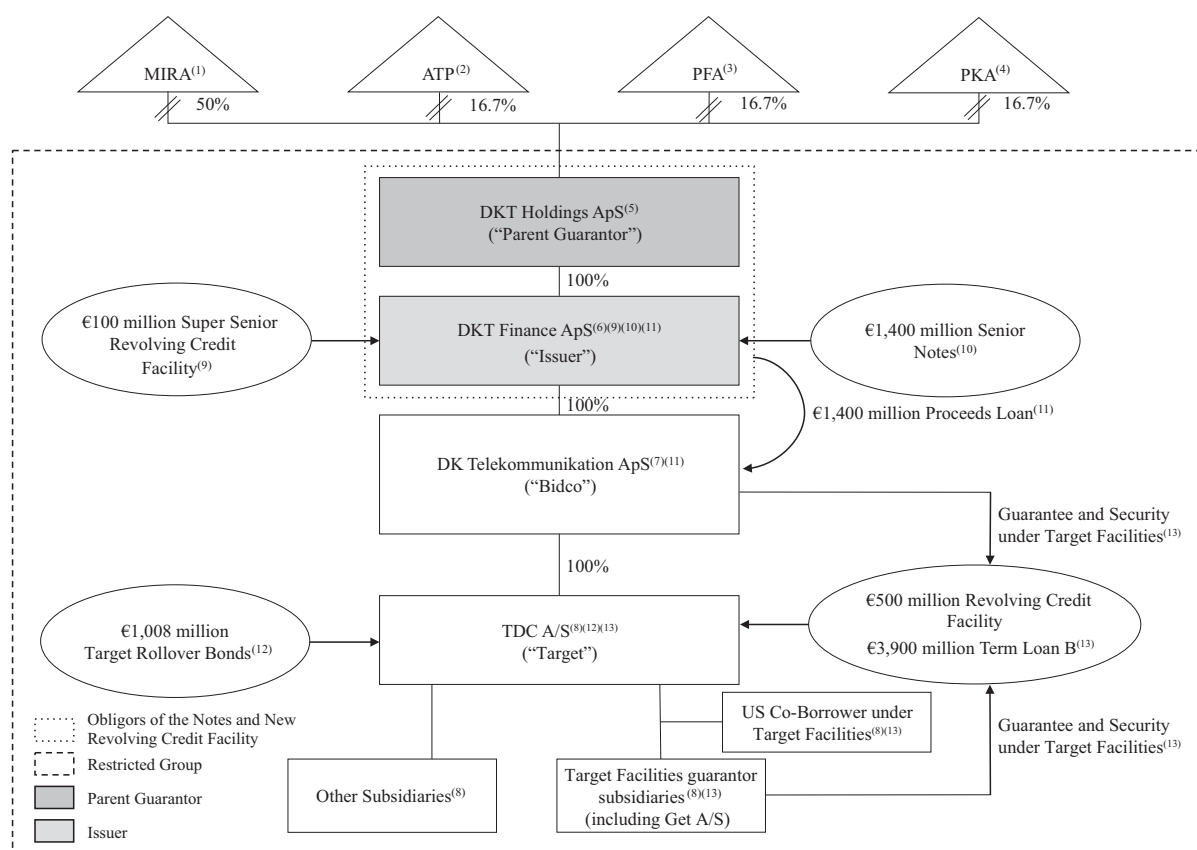 MIRA(1)
ATP(2)
PFA(3)
PKA(4)
50%
16.7%
16.7%
16.7%
DKT Holdings ApS(5)
(“Parent Guarantor”)
100%
€100 million Super Senior
Revolving Credit
Facility(9)
DKT Finance ApS(6)(9)(10)(11)
(“Issuer”)
€1,400 million Senior
Notes(10)
100%
€1,400 million Proceeds Loan(11)
DK Telekommunikation ApS(7)(11)
(“Bidco”)
Guarantee and Security
under Target Facilities(13)
100%
€1,008 million
Target Rollover Bonds(12)
TDC A/S(8)(12)(13)
(“Target”)
€500 million Revolving Credit
Facility
€3,900 million Term Loan B(13)
US Co-Borrower under
Target Facilities(8)(13)
Guarantee and Security
under Target Facilities(13)
Other Subsidiaries(8)
Target Facilities guarantor
subsidiaries(8)(13)
(including Get A/S)
Obligors of the Notes and New
Revolving Credit Facility
Restricted Group
Parent Guarantor
Issuer